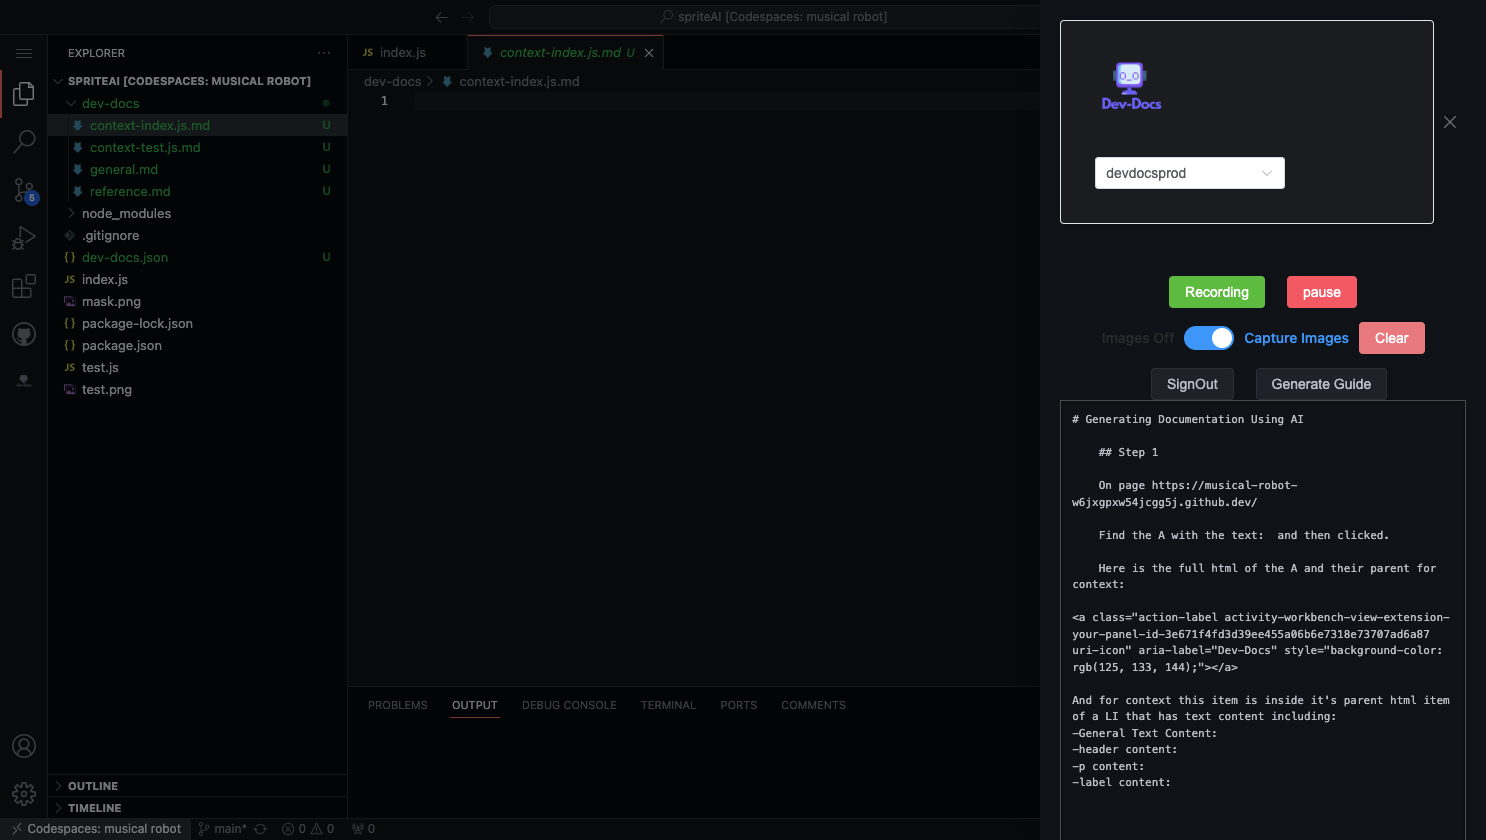 spriteAI [Codespaces: musical robot]
EXPLORER
SPRITEAI [CODESPACES: MUSICAL ROBOT]
dev-docs
context-index.js.md U
context-test.js.md U
general.md U
reference.md U
node_modules
.gitignore
{} dev-docs.json U
JS index.js
mask.png
{} package-lock.json
{} package.json
JS test.js
test.png
5
OUTLINE
TIMELINE
JS index.js
context-index.js.md U
dev-docs > context-index.js.md
1
PROBLEMS OUTPUT DEBUG CONSOLE TERMINAL PORTS COMMENTS
Codespaces: musical robot main* 0 0 0
Dev-Docs
devdocsprod
Recording pause
Images Off Capture Images Clear
SignOut Generate Guide
# Generating Documentation Using AI
## Step 1
On page https://musical-robot-
w6jxgpxw54jcgg5j.github.dev/
Find the A with the text:  and then clicked.
Here is the full html of the A and their parent for
context:
<a class="action-label activity-workbench-view-extension-
your-panel-id-3e671f4fd3d39ee455a06b6e7318e73707ad6a87
uri-icon" aria-label="Dev-Docs" style="background-color:
rgb(125, 133, 144);"></a>
And for context this item is inside it's parent html item
of a LI that has text content including:
-General Text Content:
-header content:
-p content:
-label content: